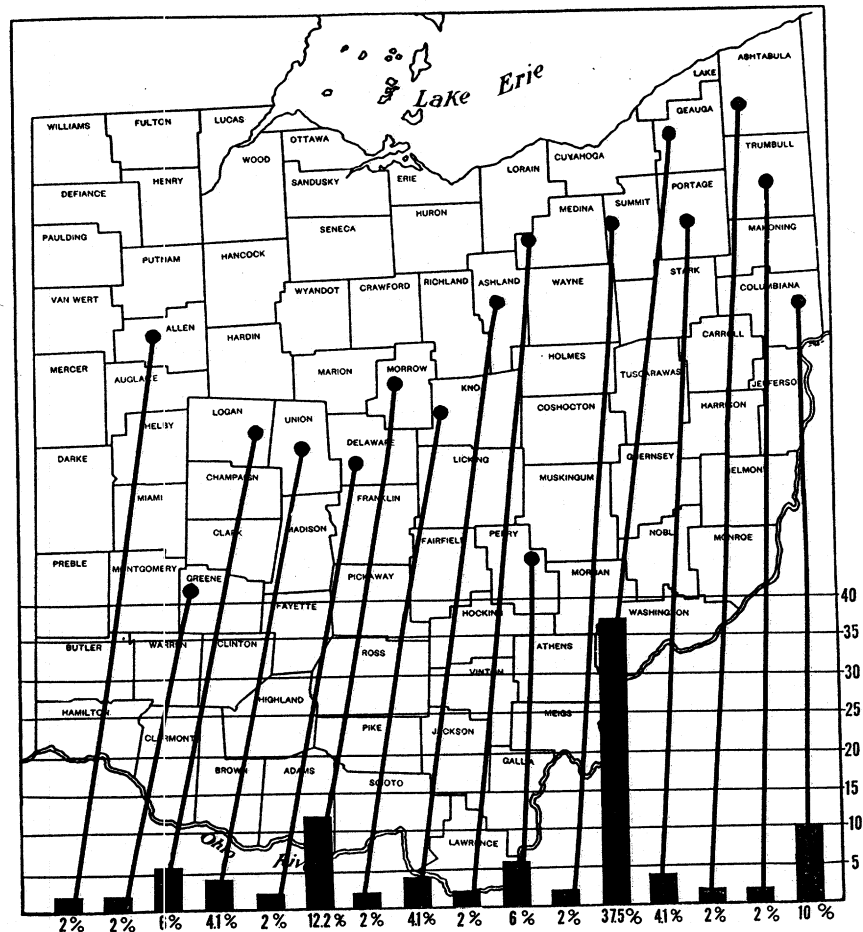 Lake Erie
ASHTABULA
LAKE
GEAUGA
WILLIAMS
FULTON
LUCAS
OTTAWA
WOOD
CUYAHOGA
TRUMBULL
LORAIN
ERIE
SANDUSKY
HENRY
DEFIANCE
PORTAGE
SUMMIT
MEDINA
HURON
SENECA
MAHONING
PAULDING
PUTNAM
HANCOCK
STARK
COLUMBIANA
ASHLAND
RICHLAND
CRAWFORD
WYANDOT
WAYNE
VAN WERT
ALLEN
HARDIN
CARROLL
HOLMES
MERCER
AUGLAIZE
MARION
MORROW
KNO
TUSCARAWAS
JEFFERSO
HARRISON
COSHOCTON
LOGAN
UNION
SHELBY
DELAWARE
DARKE
LICKING
GUERNSEY
BELMONT
CHAMPAIGN
MUSKINGUM
MIAMI
FRANKLIN
MADISON
CLARK
FAIRFIELD
PERRY
NOBL
MONROE
PREBLE
MONTGOMERY
GREENE
PICKAWAY
MORGAN
FAYETTE
HOCKING
WASHINGTON
40
35
BUTLER
WARREN
CLINTON
ROSS
ATHENS
VINTON
30
HAMILTON
CLERMONT
HIGHLAND
PIKE
JACKSON
MEIGS
25
20
BROWN
ADAMS
SCIOTO
GALLIA
15
10
Ohio River
LAWRENCE
5
2% 2% 6% 4.1% 2% 12.2% 2% 4.1% 2% 6% 2% 37.5% 4.1% 2% 2% 10%